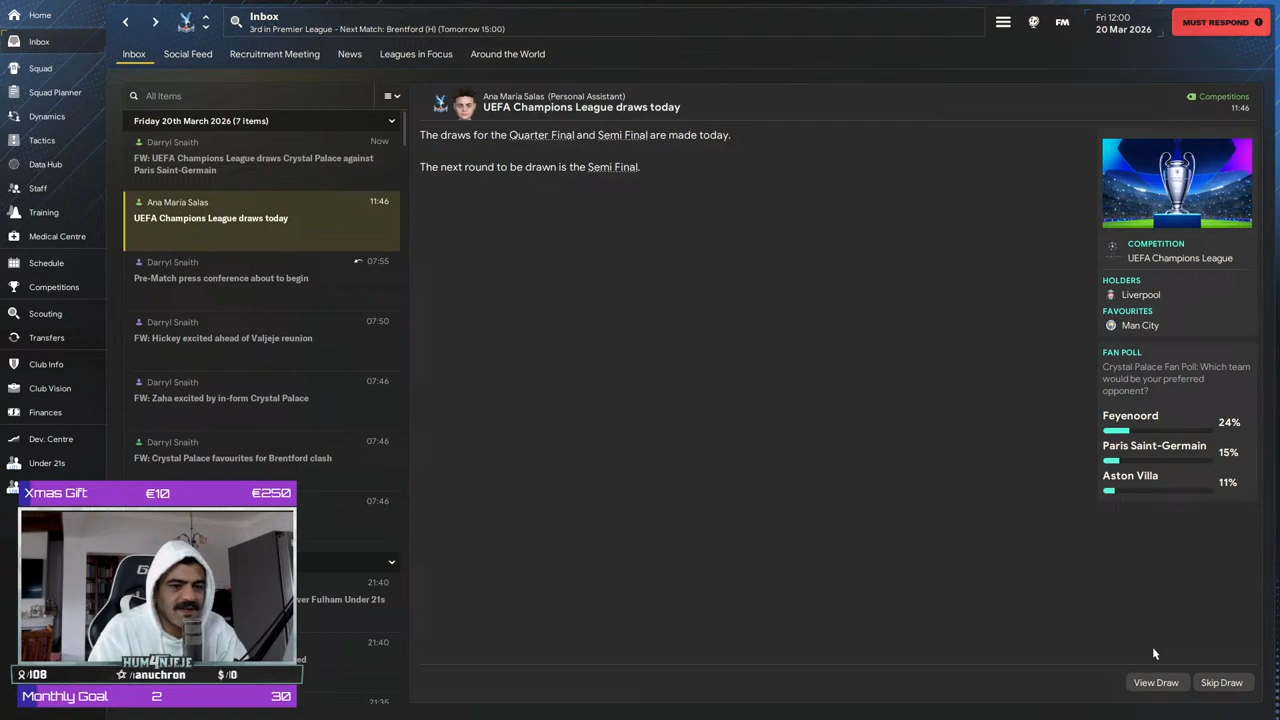 Home
Inbox
Squad
Squad Planner
Dynamics
Tactics
Data Hub
Staff
Training
Medical Centre
Schedule
Competitions
Scouting
Transfers
Club Info
Club Vision
Finances
Dev. Centre
Under 21s
Inbox
3rd in Premier League - Next Match: Brentford (H) (Tomorrow 15:00)
FM
Fri 12:00
20 Mar 2026
MUST RESPOND
Inbox
Social Feed
Recruitment Meeting
News
Leagues in Focus
Around the World
All Items
Friday 20th March 2026 (7 items)
Darryl Snaith
Now
FW: UEFA Champions League draws Crystal Palace against
Paris Saint-Germain
Ana María Salas
11:46
UEFA Champions League draws today
Darryl Snaith
07:55
Pre-Match press conference about to begin
Darryl Snaith
07:50
FW: Hickey excited ahead of Valjeje reunion
Darryl Snaith
07:46
FW: Zaha excited by in-form Crystal Palace
Darryl Snaith
07:46
FW: Crystal Palace favourites for Brentford clash
07:46
21:40
ver Fulham Under 21s
21:40
ed
21:35
Ana María Salas (Personal Assistant)
UEFA Champions League draws today
Competitions
11:46
The draws for the Quarter Final and Semi Final are made today.
The next round to be drawn is the Semi Final.
COMPETITION
UEFA Champions League
HOLDERS
Liverpool
FAVOURITES
Man City
FAN POLL
Crystal Palace Fan Poll: Which team
would be your preferred
opponent?
Feyenoord
24%
Paris Saint-Germain
15%
Aston Villa
11%
View Draw
Skip Draw
Xmas Gift €10 €250
HUM4NJEJE
Monthly Goal 2 30